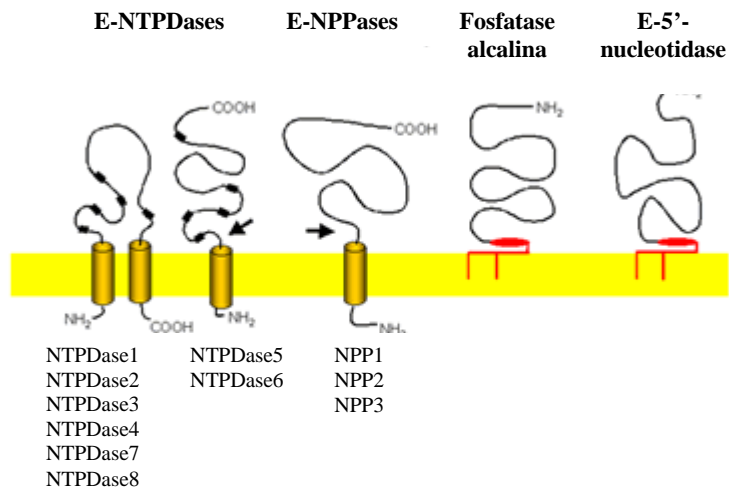 E-NTPDases
E-NPPases
Fosfatase
alcalina
E-5’-
nucleotidase
COOH
COOH
NH₂
NH₂
COOH
NH₂
NH₂
NTPDase1
NTPDase2
NTPDase3
NTPDase4
NTPDase7
NTPDase8
NTPDase5
NTPDase6
NPP1
NPP2
NPP3